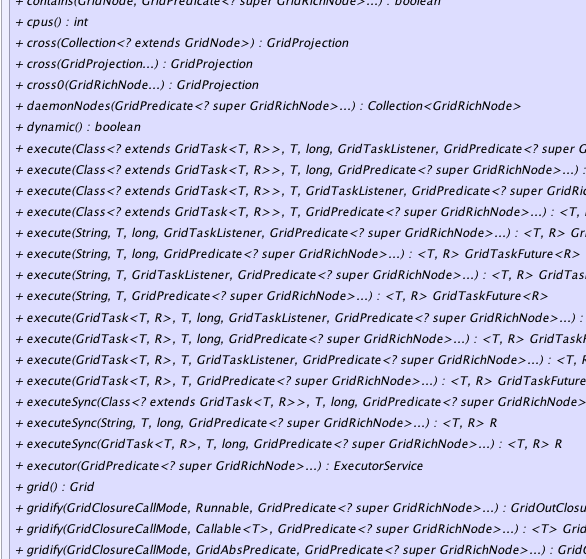 + contains(GridNode, GridPredicate<? super GridRichNode>...) : boolean
+ cpus() : int
+ cross(Collection<? extends GridNode>) : GridProjection
+ cross(GridProjection...) : GridProjection
+ cross0(GridRichNode...) : GridProjection
+ daemonNodes(GridPredicate<? super GridRichNode>...) : Collection<GridRichNode>
+ dynamic() : boolean
+ execute(Class<? extends GridTask<T, R>>, T, long, GridTaskListener, GridPredicate<? super G
+ execute(Class<? extends GridTask<T, R>>, T, long, GridPredicate<? super GridRichNode>...) :
+ execute(Class<? extends GridTask<T, R>>, T, GridTaskListener, GridPredicate<? super GridRic
+ execute(Class<? extends GridTask<T, R>>, T, GridPredicate<? super GridRichNode>...) : <T,
+ execute(String, T, long, GridTaskListener, GridPredicate<? super GridRichNode>...) : <T, R> Gri
+ execute(String, T, long, GridPredicate<? super GridRichNode>...) : <T, R> GridTaskFuture<R>
+ execute(String, T, GridTaskListener, GridPredicate<? super GridRichNode>...) : <T, R> GridTas
+ execute(String, T, GridPredicate<? super GridRichNode>...) : <T, R> GridTaskFuture<R>
+ execute(GridTask<T, R>, T, long, GridTaskListener, GridPredicate<? super GridRichNode>...) :
+ execute(GridTask<T, R>, T, long, GridPredicate<? super GridRichNode>...) : <T, R> GridTaskF
+ execute(GridTask<T, R>, T, GridTaskListener, GridPredicate<? super GridRichNode>...) : <T, R
+ execute(GridTask<T, R>, T, GridPredicate<? super GridRichNode>...) : <T, R> GridTaskFuture
+ executeSync(Class<? extends GridTask<T, R>>, T, long, GridPredicate<? super GridRichNode>
+ executeSync(String, T, long, GridPredicate<? super GridRichNode>...) : <T, R> R
+ executeSync(GridTask<T, R>, T, long, GridPredicate<? super GridRichNode>...) : <T, R> R
+ executor(GridPredicate<? super GridRichNode>...) : ExecutorService
+ grid() : Grid
+ gridify(GridClosureCallMode, Runnable, GridPredicate<? super GridRichNode>...) : GridOutClosu
+ gridify(GridClosureCallMode, Callable<T>, GridPredicate<? super GridRichNode>...) : <T> Grid
+ gridify(GridClosureCallMode, GridAbsPredicate, GridPredicate<? super GridRichNode>...) : Grid